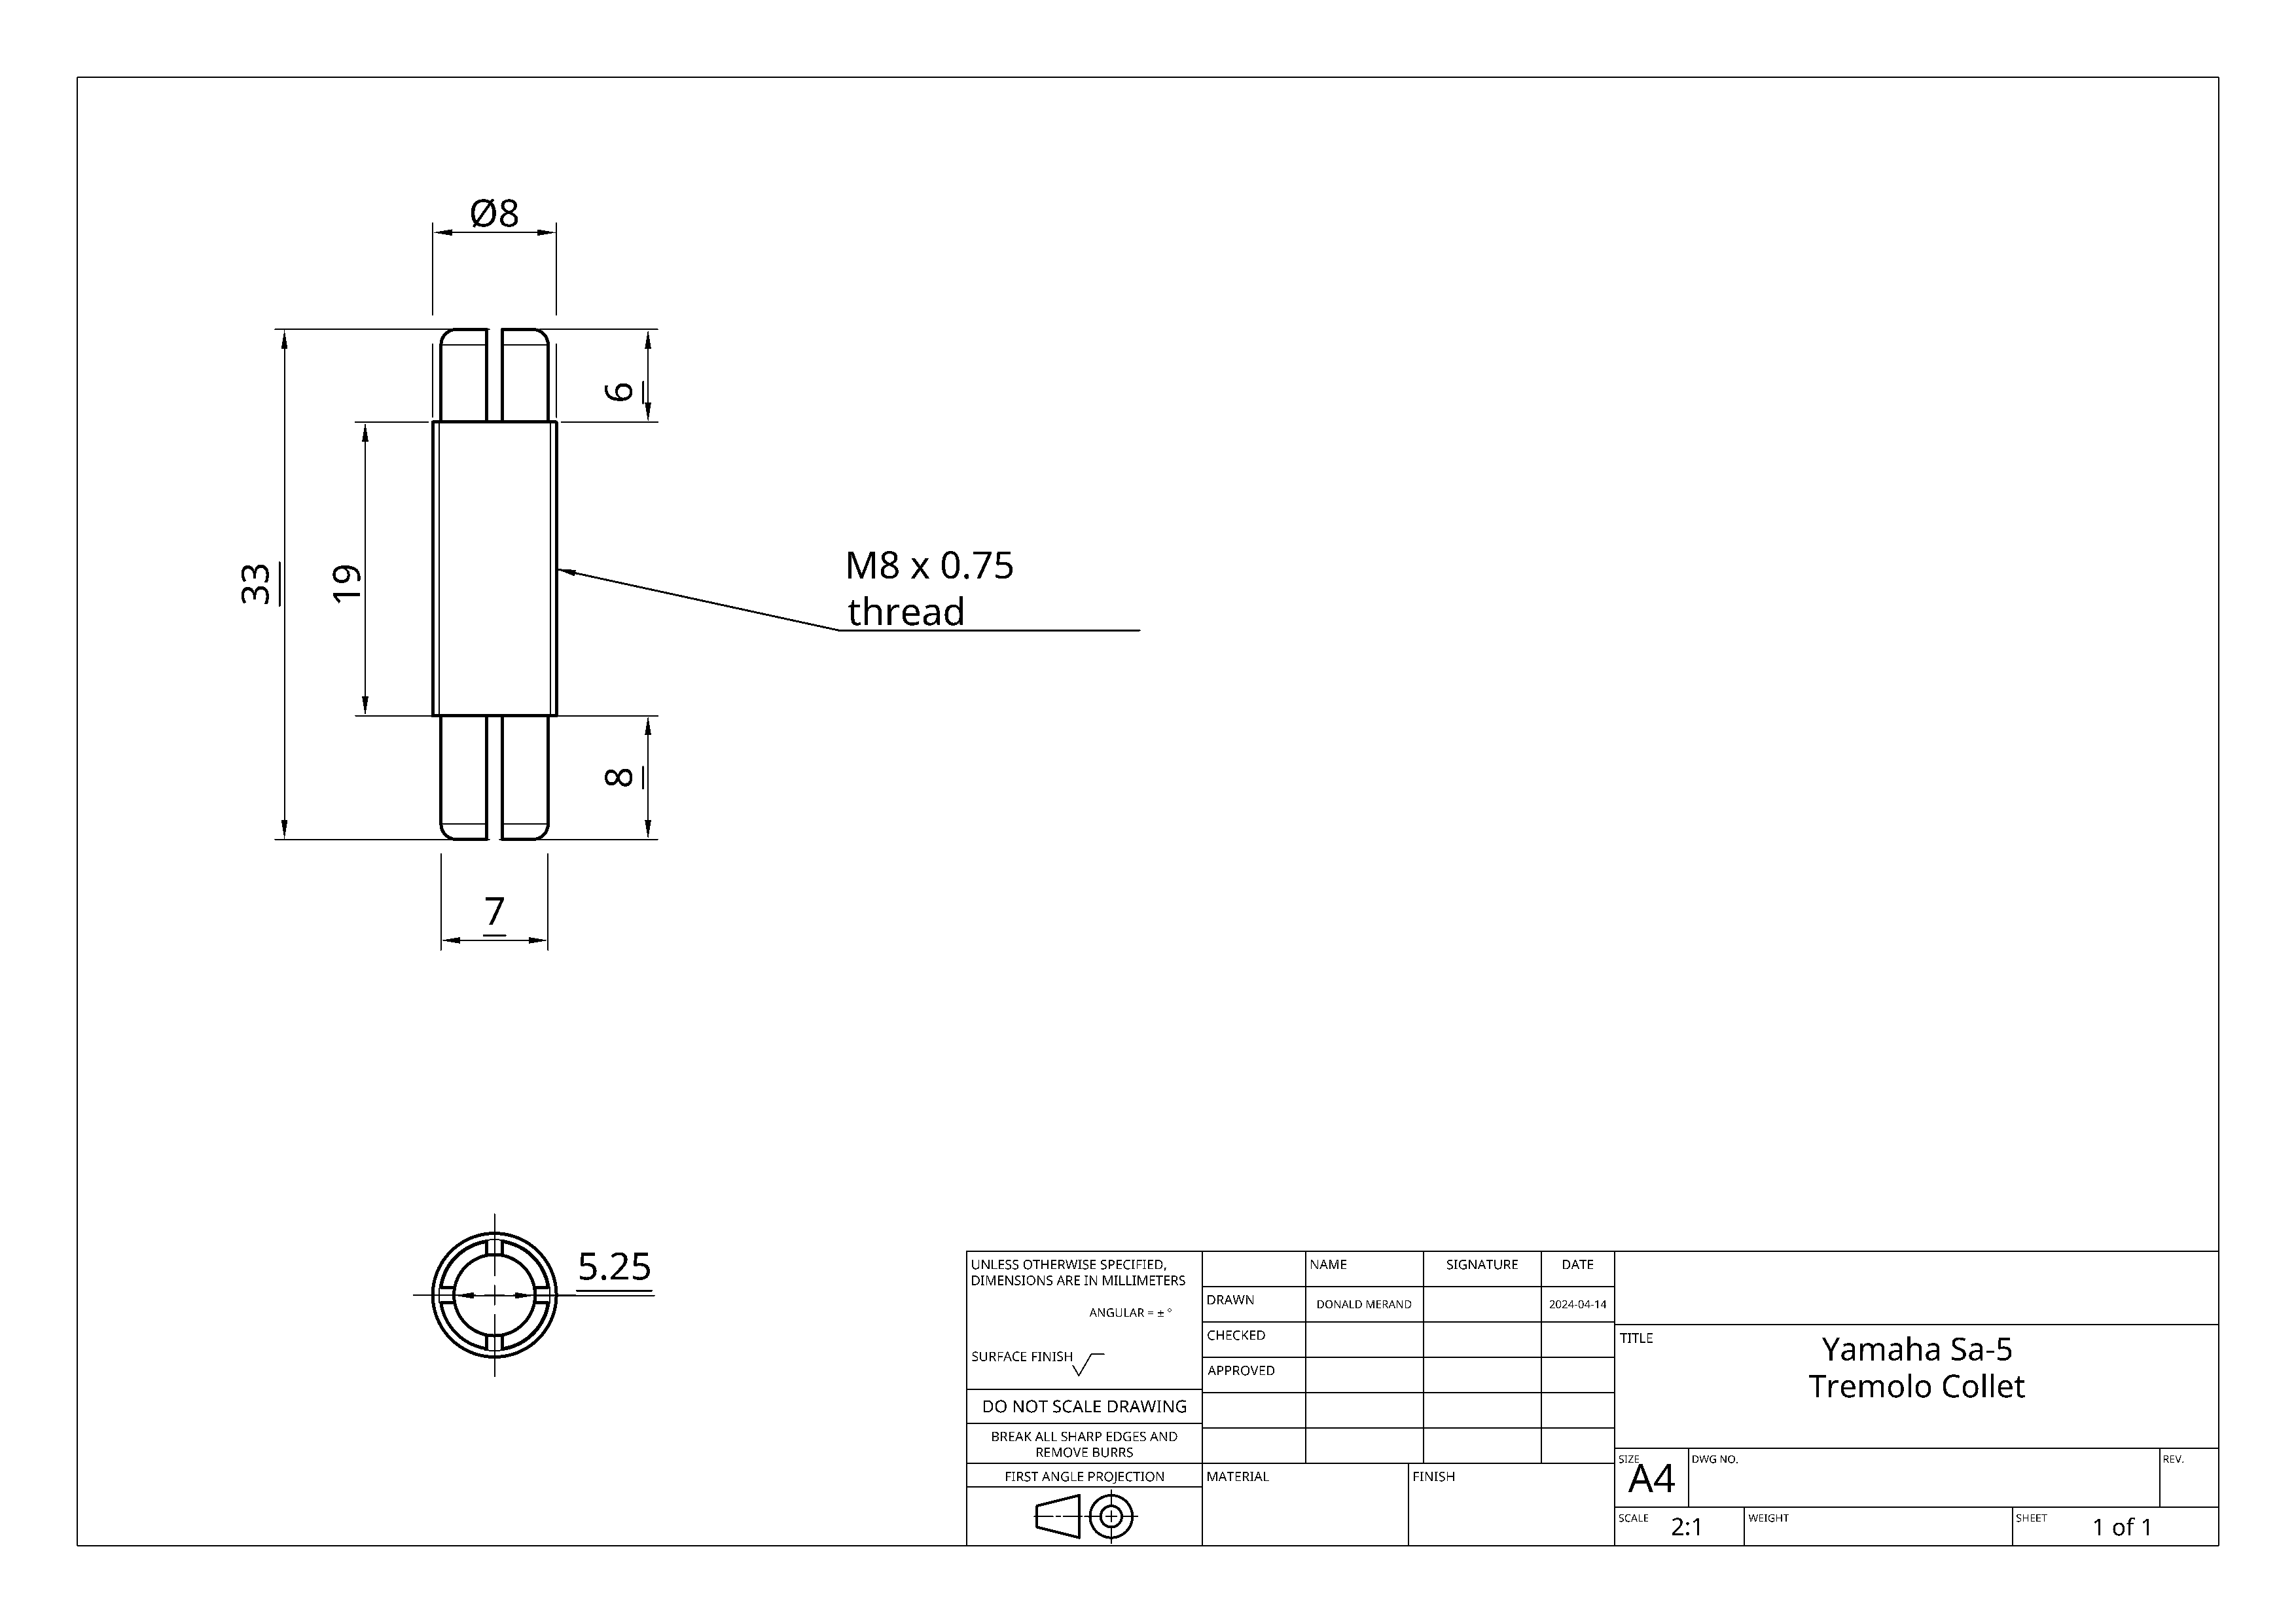 Ø8
6
33
19
M8 x 0.75
thread
8
7
5.25
UNLESS OTHERWISE SPECIFIED,
DIMENSIONS ARE IN MILLIMETERS
ANGULAR = ± °
SURFACE FINISH
DO NOT SCALE DRAWING
BREAK ALL SHARP EDGES AND
REMOVE BURRS
FIRST ANGLE PROJECTION
NAME
SIGNATURE
DATE
DRAWN
DONALD MERAND
2024-04-14
CHECKED
APPROVED
MATERIAL
FINISH
TITLE
Yamaha Sa-5
Tremolo Collet
SIZE
A4
DWG NO.
REV.
SCALE
2:1
WEIGHT
SHEET
1 of 1